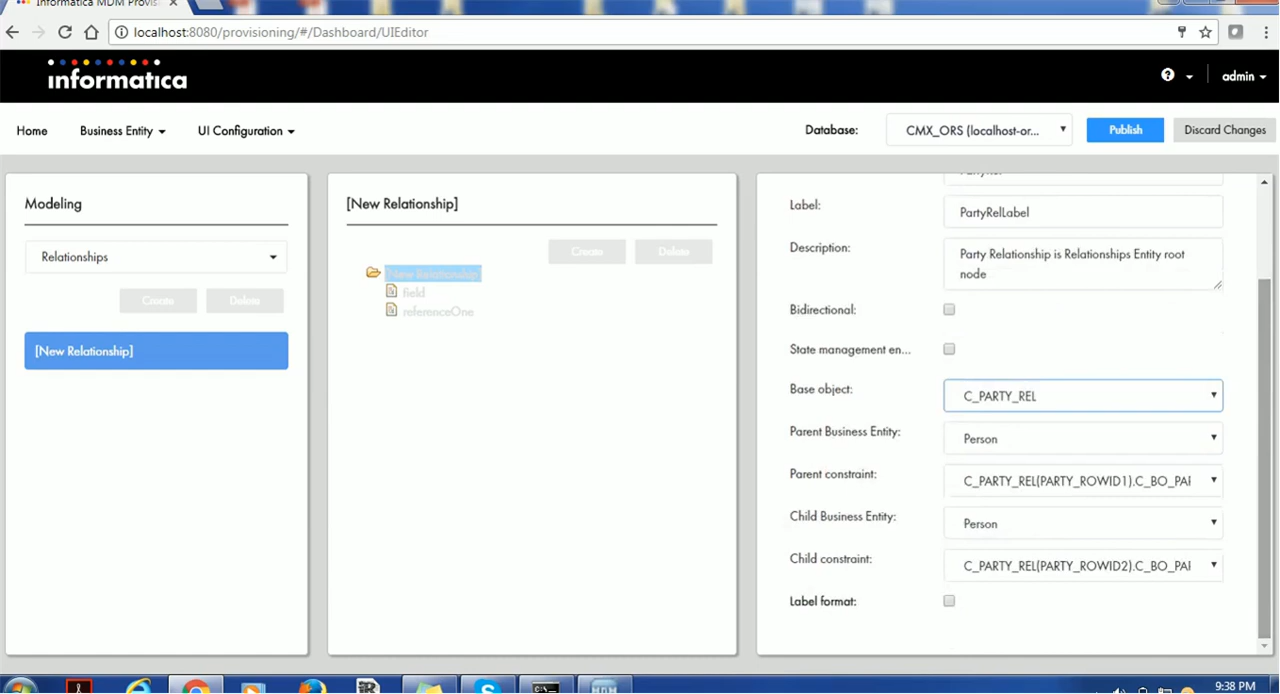 Informatica MDM Provis
localhost:8080/provisioning/#/Dashboard/UIEditor
informatica
admin
Home
Business Entity
UI Configuration
Database:
CMX_ORS (localhost-or...
Publish
Discard Changes
Modeling
Relationships
Create
Delete
[New Relationship]
[New Relationship]
Create
Delete
[New Relationship]
field
referenceOne
Label:
PartyRelLabel
Description:
Party Relationship is Relationships Entity root
node
Bidirectional:
State management en...
Base object:
C_PARTY_REL
Parent Business Entity:
Person
Parent constraint:
C_PARTY_REL(PARTY_ROWID1).C_BO_PAI
Child Business Entity:
Person
Child constraint:
C_PARTY_REL(PARTY_ROWID2).C_BO_PAI
Label format:
9:38 PM